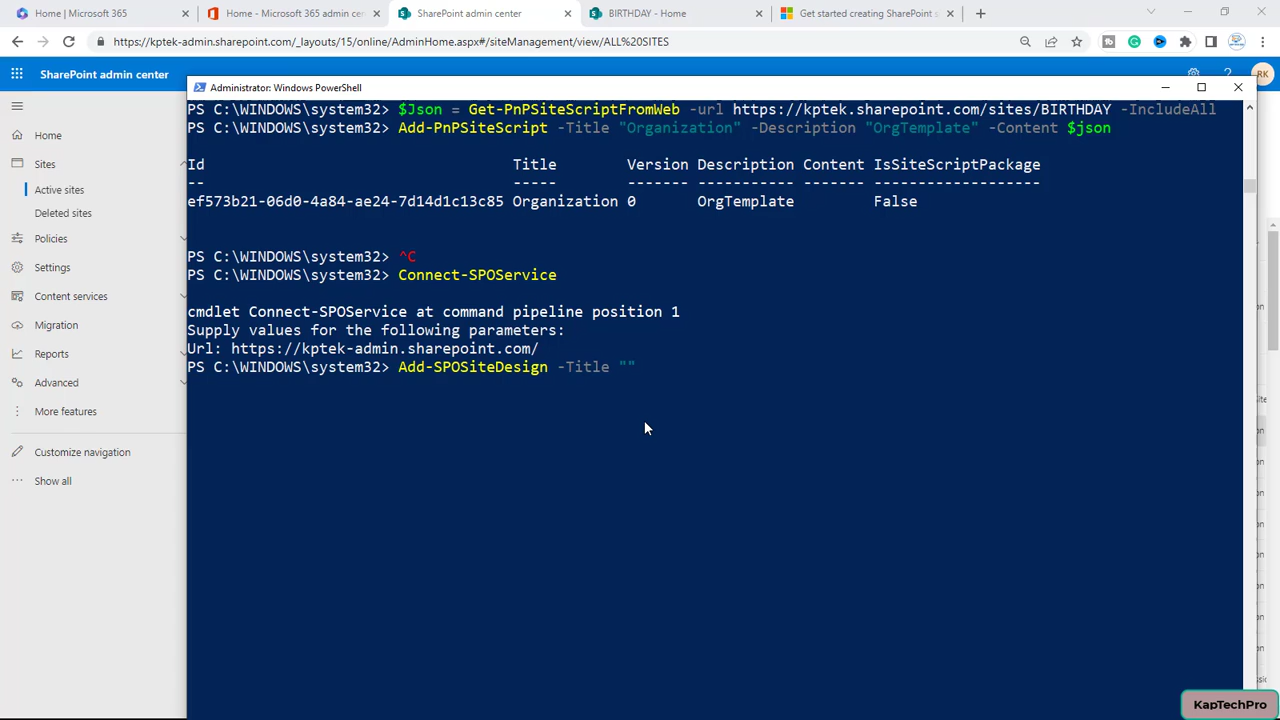 Home | Microsoft 365
Home - Microsoft 365 admin cen
SharePoint admin center
BIRTHDAY - Home
Get started creating SharePoint s
https://kptek-admin.sharepoint.com/_layouts/15/online/AdminHome.aspx#/siteManagement/view/ALL%20SITES
SharePoint admin center
RK
Administrator: Windows PowerShell
PS C:\WINDOWS\system32> $Json = Get-PnPSiteScriptFromWeb -url https://kptek.sharepoint.com/sites/BIRTHDAY -IncludeAll
PS C:\WINDOWS\system32> Add-PnPSiteScript -Title "Organization" -Description "OrgTemplate" -Content $json
Id Title Version Description Content IsSiteScriptPackage
-- ----- ------- ----------- ------- -------------------
ef573b21-06d0-4a84-ae24-7d14d1c13c85 Organization 0 OrgTemplate False
PS C:\WINDOWS\system32> ^C
PS C:\WINDOWS\system32> Connect-SPOService
cmdlet Connect-SPOService at command pipeline position 1
Supply values for the following parameters:
Url: https://kptek-admin.sharepoint.com/
PS C:\WINDOWS\system32> Add-SPOSiteDesign -Title ""
Home
Sites
Active sites
Deleted sites
Policies
Settings
Content services
Migration
Reports
Advanced
More features
Customize navigation
Show all
KapTechPro